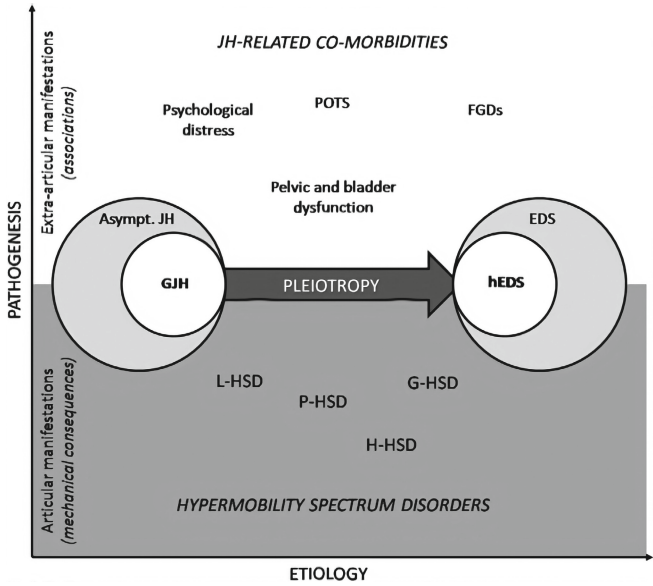 JH-RELATED CO-MORBIDITIES
Extra-articular manifestations
(associations)
Psychological
distress
POTS
FGDs
Pelvic and bladder
dysfunction
PATHOGENESIS
Asympt. JH
GJH
PLEIOTROPY
EDS
hEDS
Articular manifestations
(mechanical consequences)
L-HSD
P-HSD
G-HSD
H-HSD
HYPERMOBILITY SPECTRUM DISORDERS
ETIOLOGY